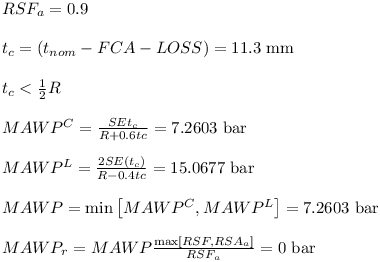 RSF_a = 0.9
t_c = (t_nom − FCA − LOSS) = 11.3 mm
t_c < 1/2 R
MAWP^C = SEt_c / R+0.6tc = 7.2603 bar
MAWP^L = 2SE(t_c) / R−0.4tc = 15.0677 bar
MAWP = min [MAWP^C, MAWP^L] = 7.2603 bar
MAWP_r = MAWP max[RSF,RSA_a] / RSF_a = 0 bar